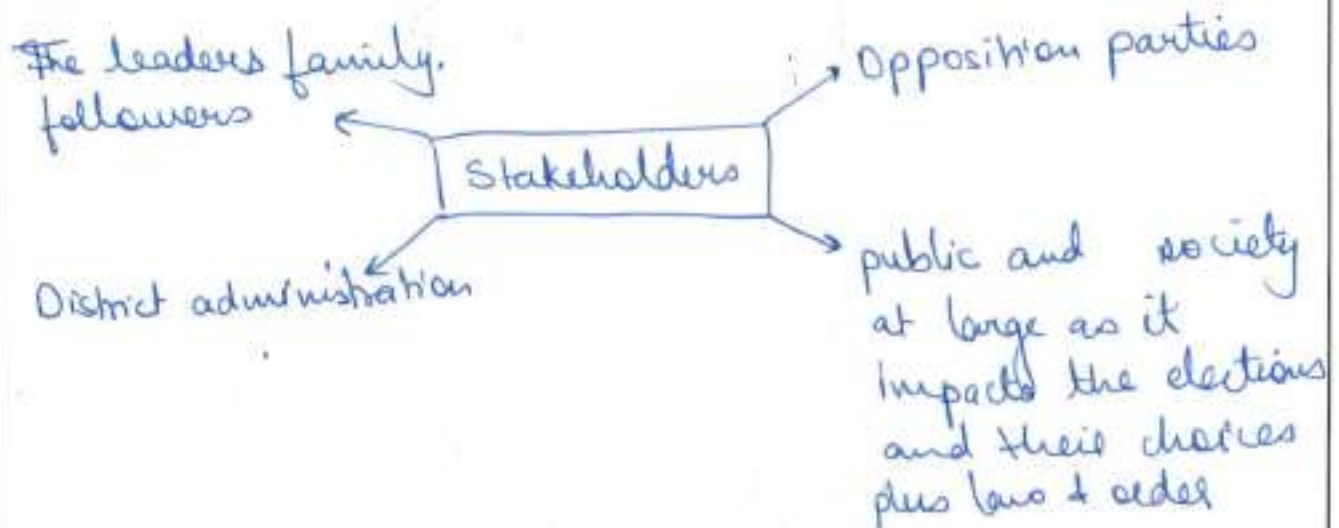 The leaders family.
followers
Opposition parties
Stakeholders
District administration
public and society
at large as it
impacts the elections
and their choices
plus law & order